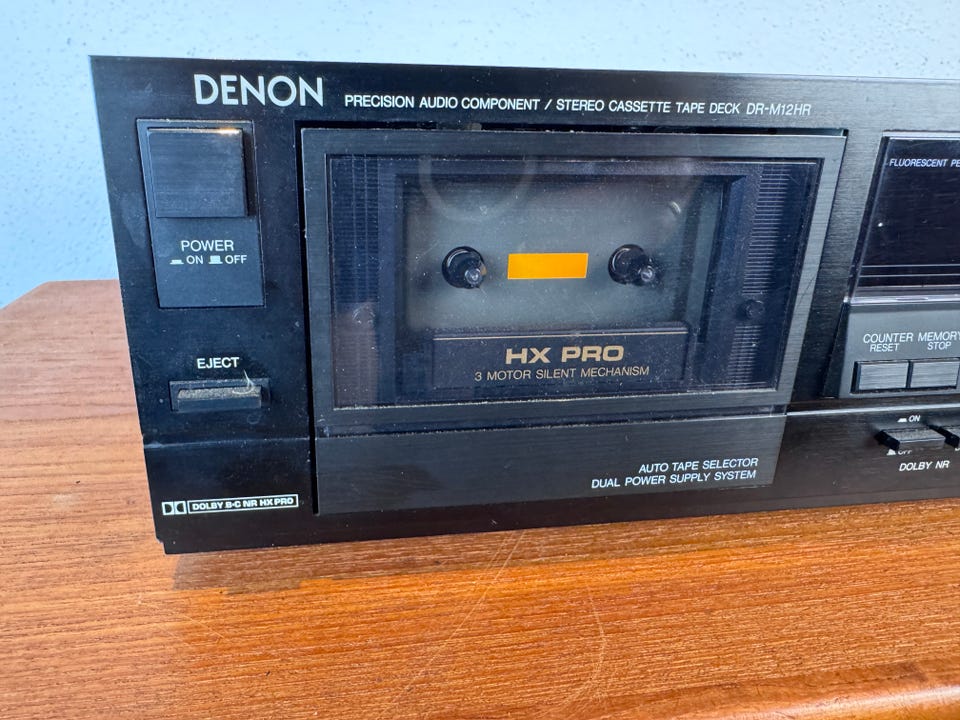 DENON
PRECISION AUDIO COMPONENT / STEREO CASSETTE TAPE DECK DR-M12HR
FLUORESCENT
POWER
ON OFF
EJECT
HX PRO
3 MOTOR SILENT MECHANISM
COUNTER MEMORY
RESET STOP
ON
OFF
DOLBY NR
AUTO TAPE SELECTOR
DUAL POWER SUPPLY SYSTEM
DOLBY B·C NR HX PRO